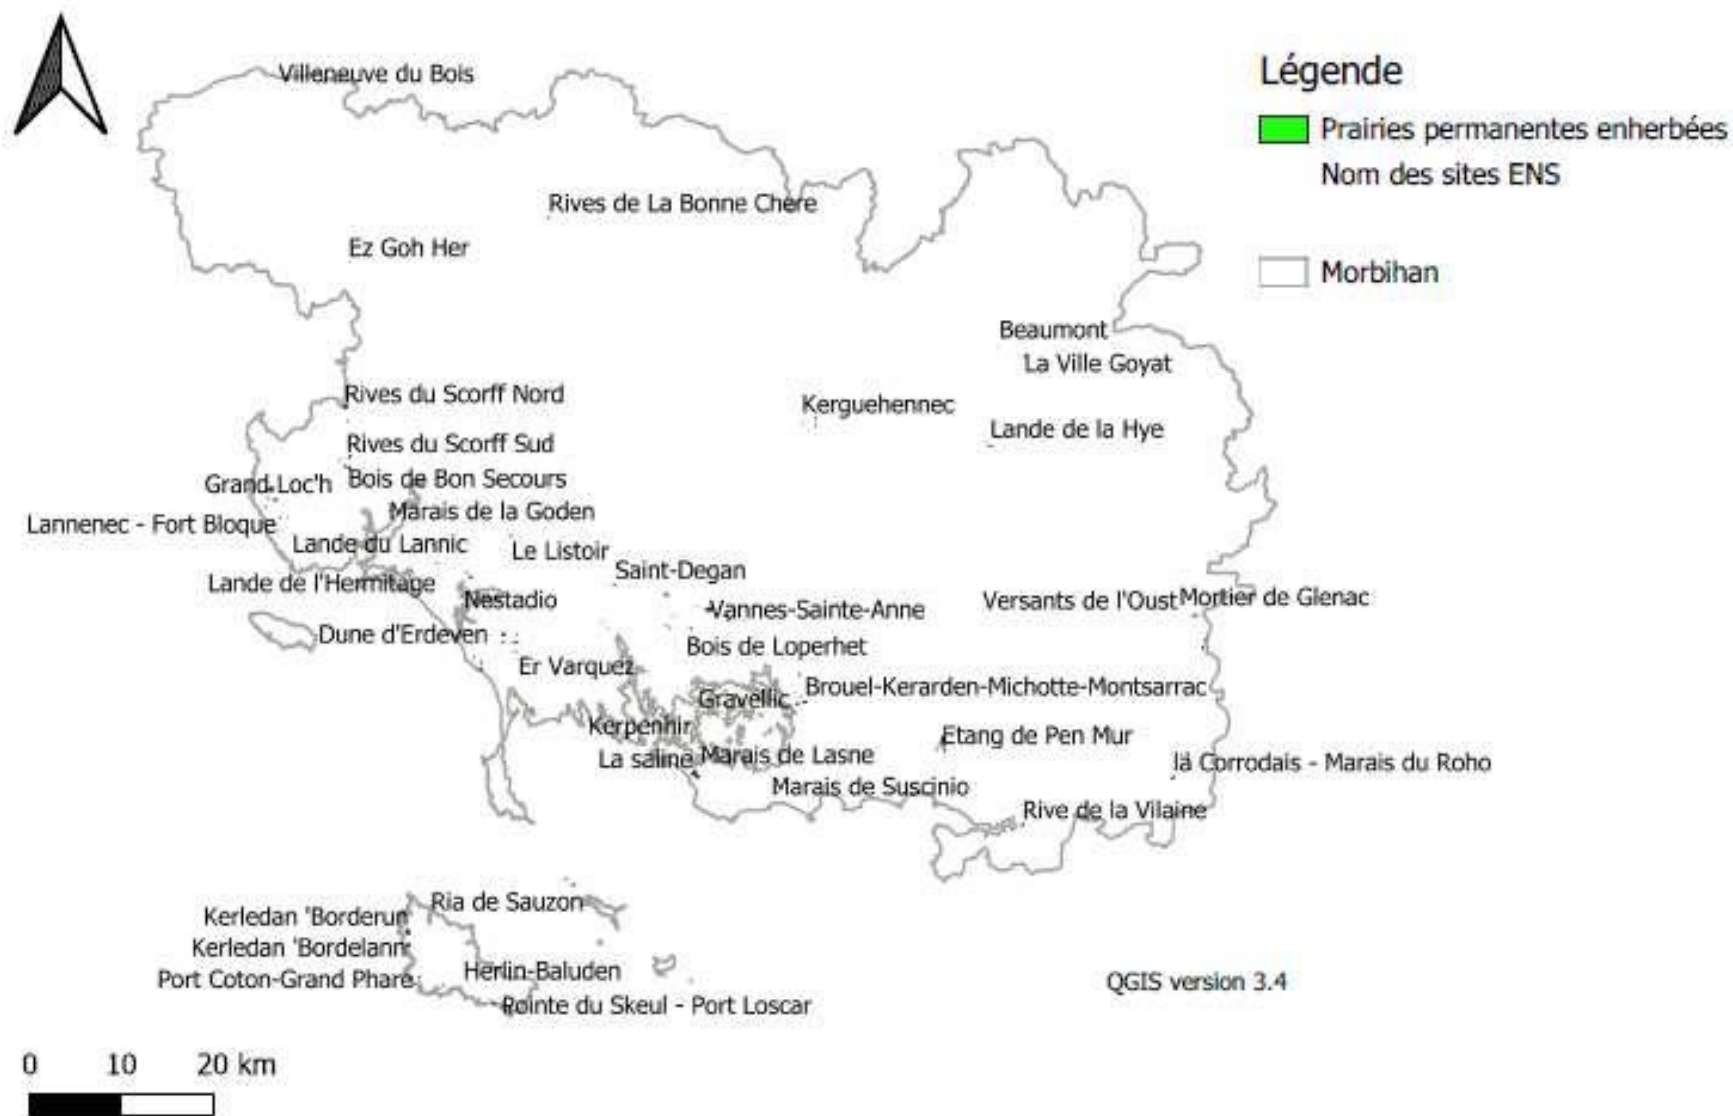 Villeneuve du Bois
Légende
Prairies permanentes enherbées
Nom des sites ENS
Morbihan
Rives de La Bonne Chere
Ez Goh Her
Beaumont
La Ville Goyat
Rives du Scorff Nord
Kerguehennec
Lande de la Hye
Rives du Scorff Sud
Grand Loc'h
Bois de Bon Secours
Marais de la Goden
Lannenec - Fort Bloque
Lande du Lannic
Le Listoir
Saint-Degan
Lande de l'Hermitage
Nestadio
Vannes-Sainte-Anne
Versants de l'Oust
Mortier de Glenac
Dune d'Erdeven
Bois de Loperhet
Er Varquez
Brouel-Kerarden-Michotte-Montsarrac
Gravellic
Kerpenhir
Etang de Pen Mur
La saline
Marais de Lasne
la Corrodais - Marais du Roho
Marais de Suscinio
Rive de la Vilaine
Ria de Sauzon
Kerledan 'Borderun
Kerledan 'Bordelann
Herlin-Baluden
Port Coton-Grand Phare
QGIS version 3.4
Pointe du Skeul - Port Loscar
0 10 20 km